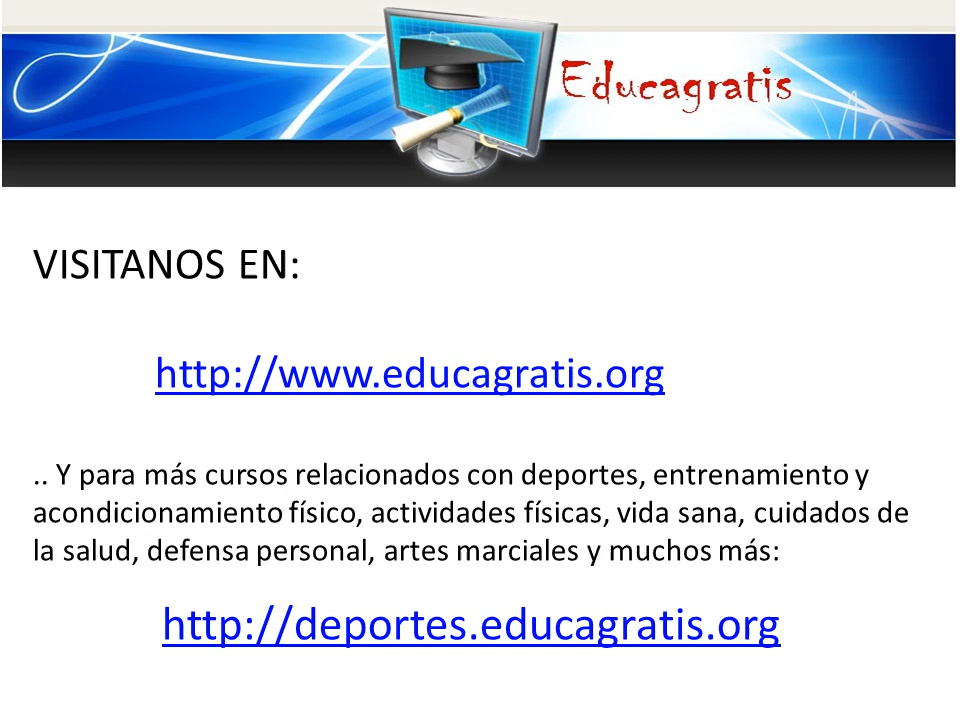 Educagratis
VISITANOS EN:
http://www.educagratis.org
.. Y para más cursos relacionados con deportes, entrenamiento y
acondicionamiento físico, actividades físicas, vida sana, cuidados de
la salud, defensa personal, artes marciales y muchos más:
http://deportes.educagratis.org